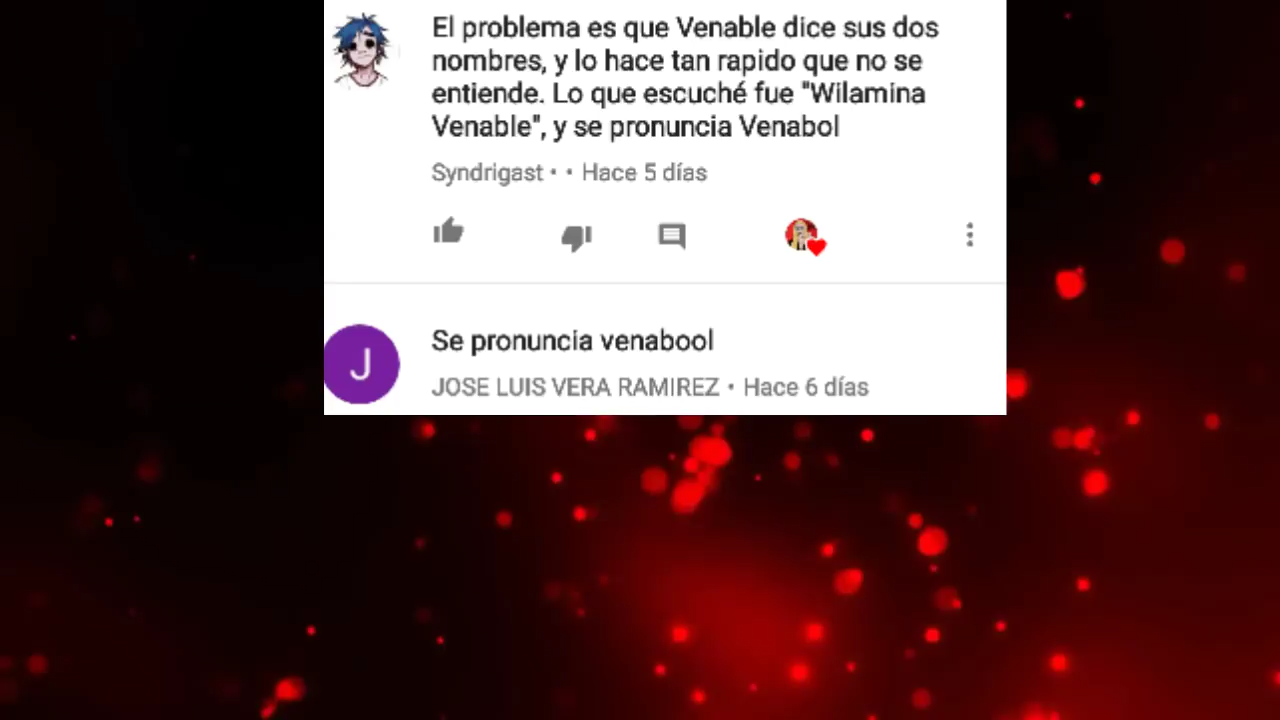 El problema es que Venable dice sus dos
nombres, y lo hace tan rapido que no se
entiende. Lo que escuché fue "Wilamina
Venable", y se pronuncia Venabol
Syndrigast • • Hace 5 días
J
Se pronuncia venabool
JOSE LUIS VERA RAMIREZ • Hace 6 días